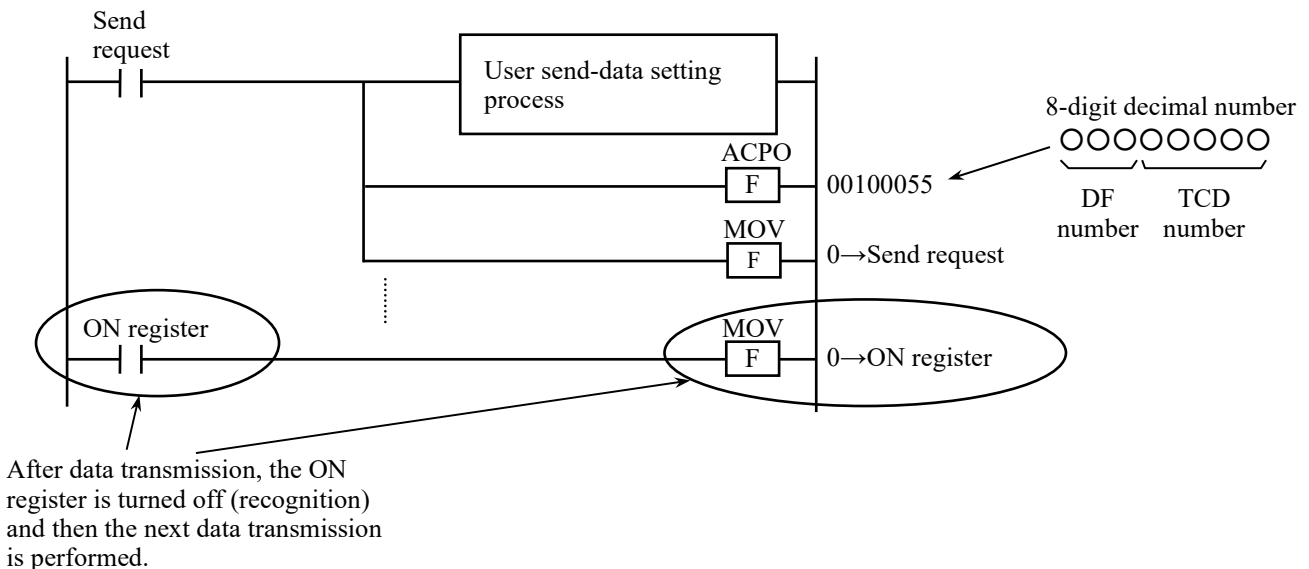 Send
request
User send-data setting
process
8-digit decimal number
ACPO
F
00100055
DF
number
TCD
number
MOV
F
0→Send request
ON register
MOV
F
0→ON register
After data transmission, the ON
register is turned off (recognition)
and then the next data transmission
is performed.